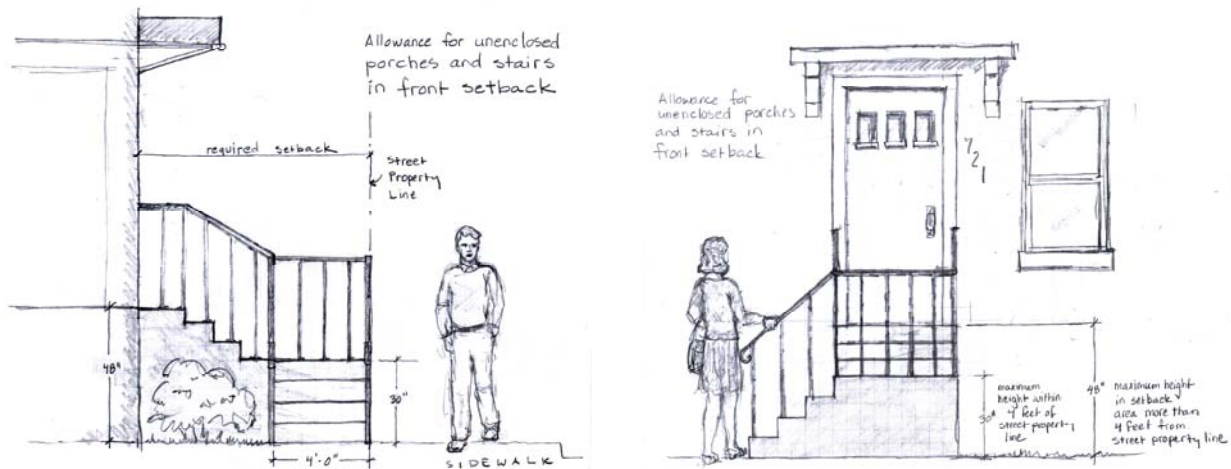 Allowance for unenclosed
porches and stairs
in front setback
required setback
Street
Property
Line
48"
30"
4'-0"
SIDEWALK
Allowance for
unenclosed porches
and stairs in
front setback
721
30"
maximum
height within
4 feet of
street property
line
48"
maximum height
in setback
area more than
4 feet from
street property line